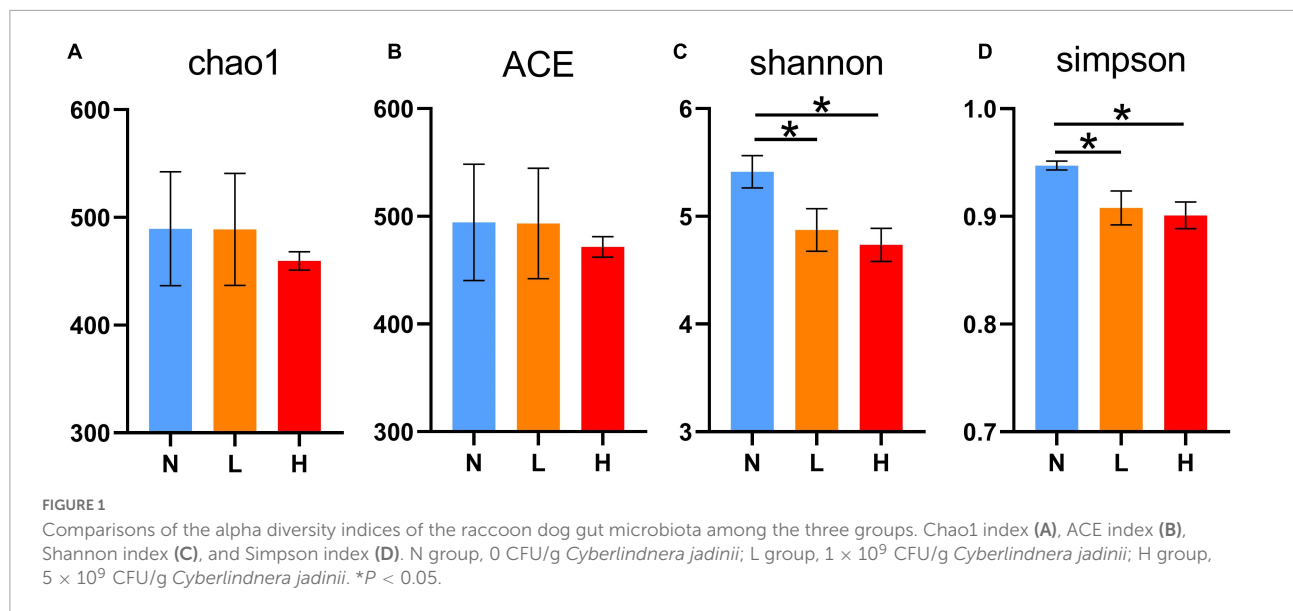 A
chao1
600
500
400
300
N L H
B
ACE
600
500
400
300
N L H
C
shannon
6
5
4
3
* *
N L H
D
simpson
1.0
0.9
0.8
0.7
* *
N L H
FIGURE 1
Comparisons of the alpha diversity indices of the raccoon dog gut microbiota among the three groups. Chao1 index (A), ACE index (B),
Shannon index (C), and Simpson index (D). N group, 0 CFU/g Cyberlindnera jadinii; L group, 1 × 10⁹ CFU/g Cyberlindnera jadinii; H group,
5 × 10⁹ CFU/g Cyberlindnera jadinii. *P < 0.05.